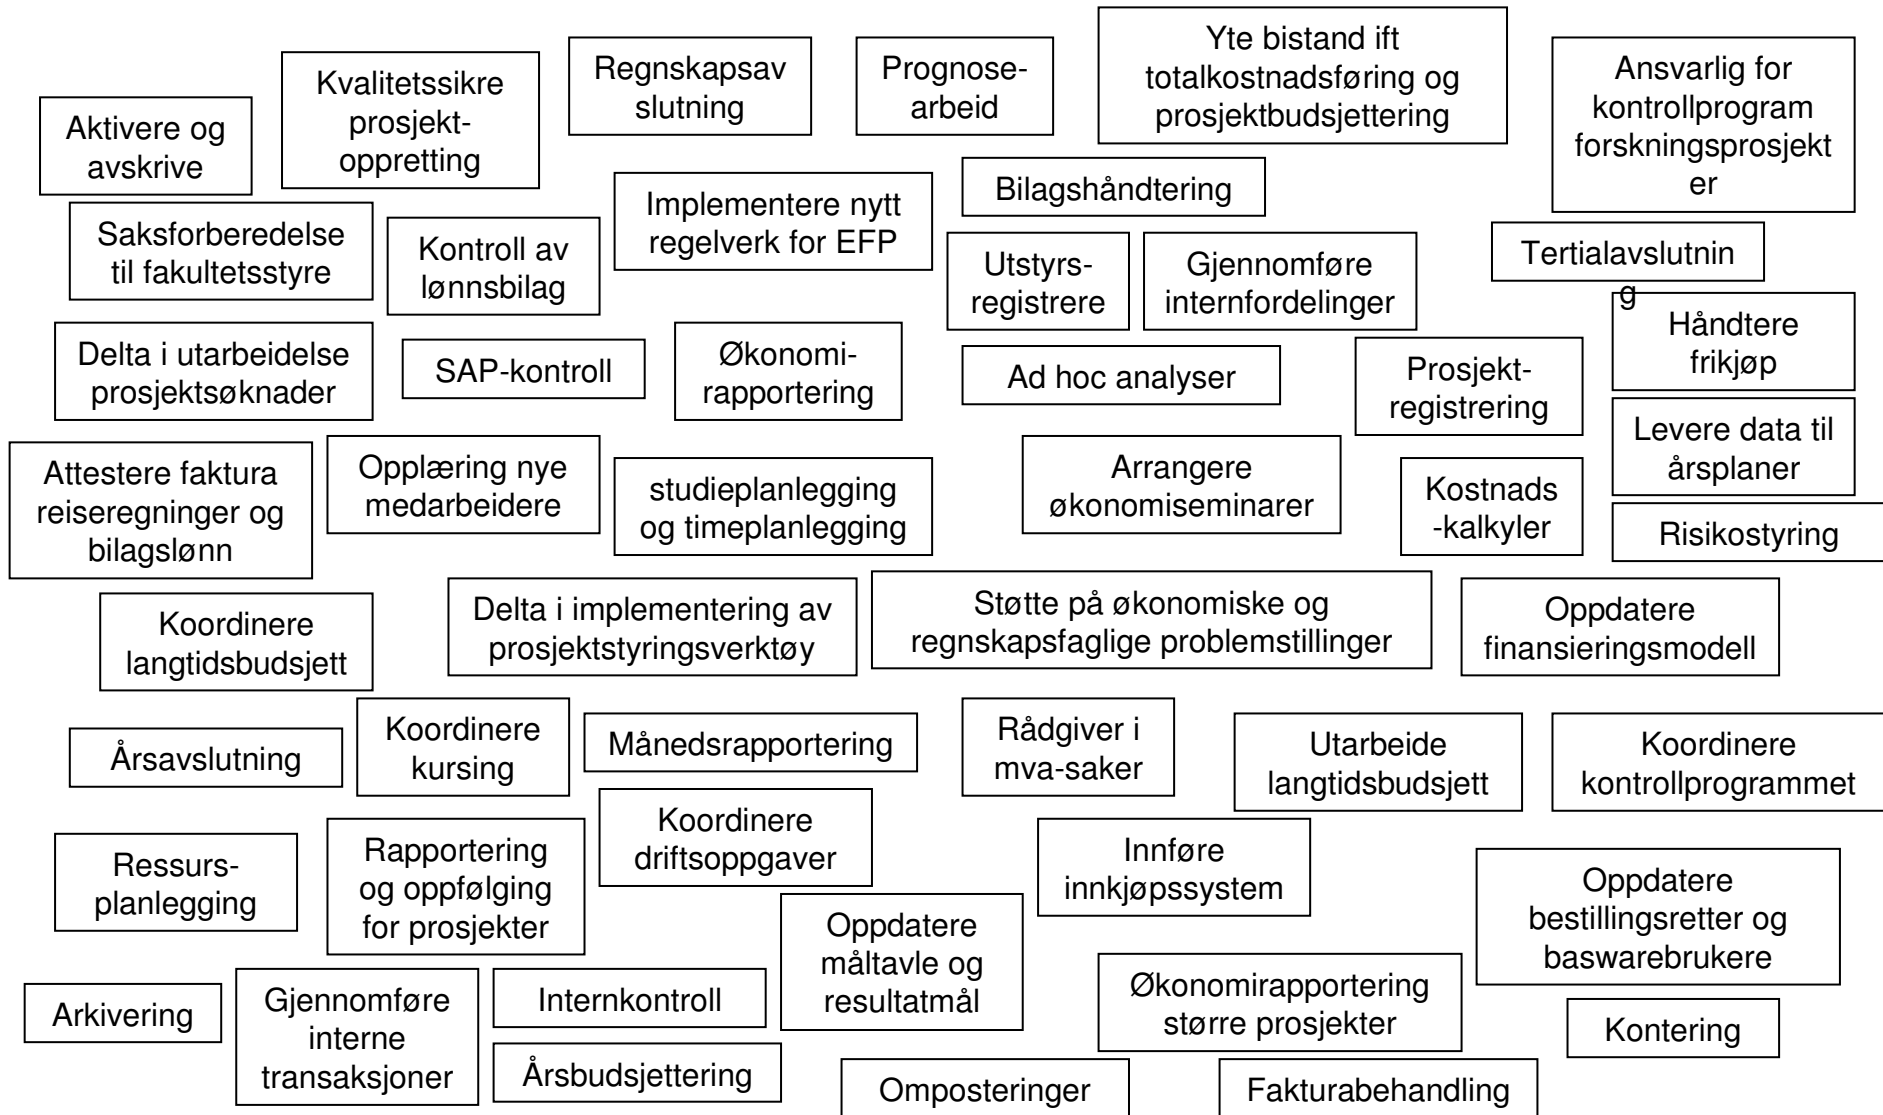 Aktivere og
avskrive
Kvalitetssikre
prosjekt-
oppretting
Regnskapsav
slutning
Prognose-
arbeid
Yte bistand ift
totalkostnadsføring og
prosjektbudsjettering
Ansvarlig for
kontrollprogram
forskningsprosjekt
er
Saksforberedelse
til fakultetsstyre
Kontroll av
lønnsbilag
Implementere nytt
regelverk for EFP
Bilagshåndtering
Utstyrs-
registrere
Gjennomføre
internfordelinger
Tertialavslutnin
g
Håndtere
frikjøp
Delta i utarbeidelse
prosjektsøknader
SAP-kontroll
Økonomi-
rapportering
Ad hoc analyser
Prosjekt-
registrering
Levere data til
årsplaner
Attestere faktura
reiseregninger og
bilagslønn
Opplæring nye
medarbeidere
studieplanlegging
og timeplanlegging
Arrangere
økonomiseminarer
Kostnads
-kalkyler
Risikostyring
Koordinere
langtidsbudsjett
Delta i implementering av
prosjektstyringsverktøy
Støtte på økonomiske og
regnskapsfaglige problemstillinger
Oppdatere
finansieringsmodell
Årsavslutning
Koordinere
kursing
Månedsrapportering
Rådgiver i
mva-saker
Utarbeide
langtidsbudsjett
Koordinere
kontrollprogrammet
Ressurs-
planlegging
Rapportering
og oppfølging
for prosjekter
Koordinere
driftsoppgaver
Innføre
innkjøpssystem
Oppdatere
bestillingsretter og
baswarebrukere
Oppdatere
måltavle og
resultatmål
Arkivering
Gjennomføre
interne
transaksjoner
Internkontroll
Økonomirapportering
større prosjekter
Kontering
Årsbudsjettering
Omposteringer
Fakturabehandling